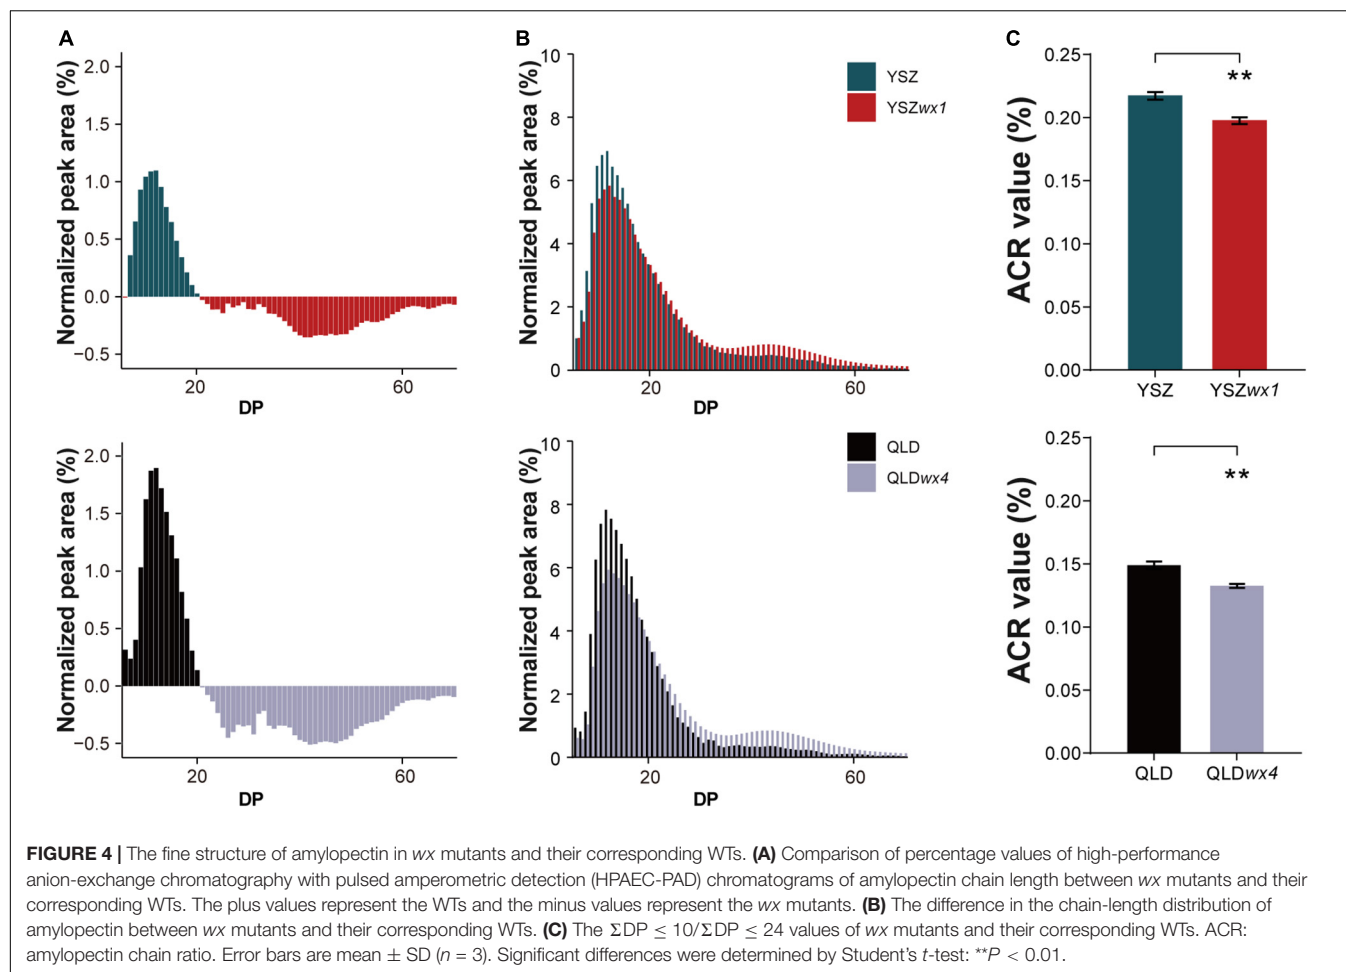 A
Normalized peak area (%)
2.0
1.5
1.0
0.5
0.0
−0.5
20
60
DP
B
Normalized peak area (%)
10
8
6
4
2
0
20
60
DP
YSZ
YSZwx1
C
ACR value (%)
0.25
0.20
0.15
0.10
0.05
0.00
**
YSZ
YSZwx1
Normalized peak area (%)
2.0
1.5
1.0
0.5
0.0
−0.5
20
60
DP
Normalized peak area (%)
10
8
6
4
2
0
20
60
DP
QLD
QLDwx4
ACR value (%)
0.25
0.20
0.15
0.10
0.05
0.00
**
QLD
QLDwx4
FIGURE 4 | The fine structure of amylopectin in wx mutants and their corresponding WTs. (A) Comparison of percentage values of high-performance
anion-exchange chromatography with pulsed amperometric detection (HPAEC-PAD) chromatograms of amylopectin chain length between wx mutants and their
corresponding WTs. The plus values represent the WTs and the minus values represent the wx mutants. (B) The difference in the chain-length distribution of
amylopectin between wx mutants and their corresponding WTs. (C) The ΣDP ≤ 10/ΣDP ≤ 24 values of wx mutants and their corresponding WTs. ACR:
amylopectin chain ratio. Error bars are mean ± SD (n = 3). Significant differences were determined by Student's t-test: **P < 0.01.